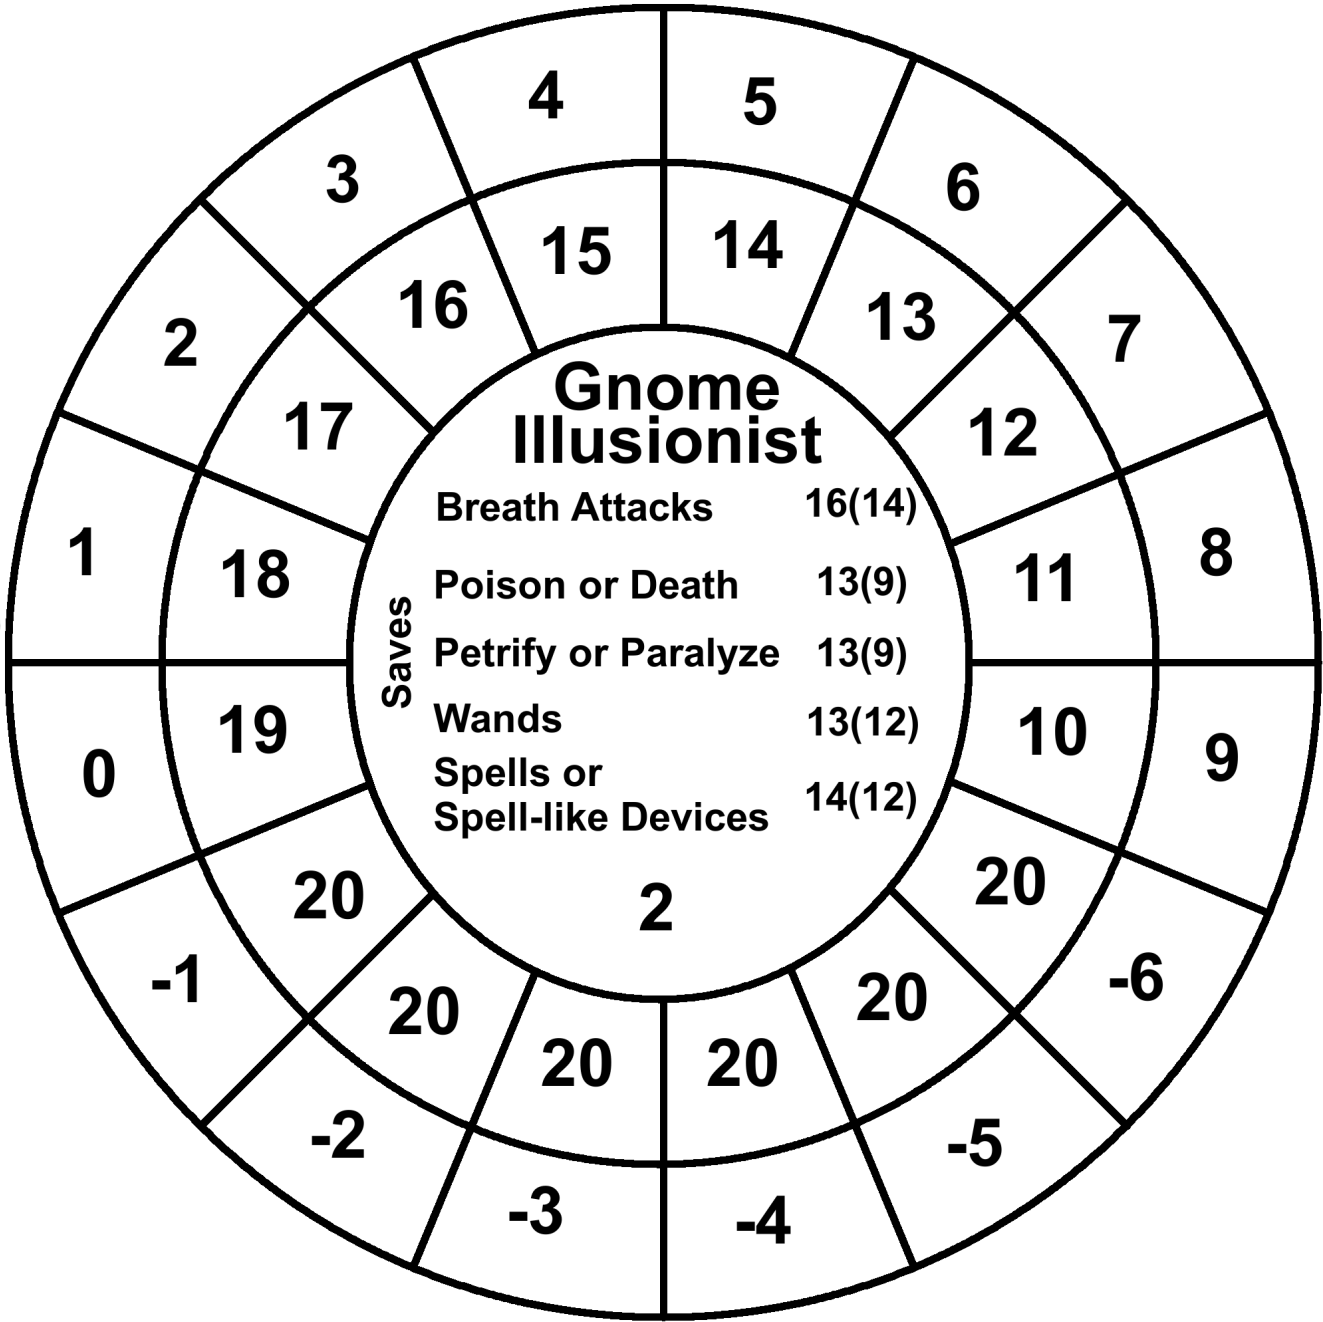 4 5
3 6
2 7
1 8
0 9
-1 -6
-2 -5
-3 -4
15 14
16 13
17 12
18 11
19 10
20 20
20 20
20 20
Gnome
Illusionist
Saves
Breath Attacks 16(14)
Poison or Death 13(9)
Petrify or Paralyze 13(9)
Wands 13(12)
Spells or
Spell-like Devices 14(12)
2